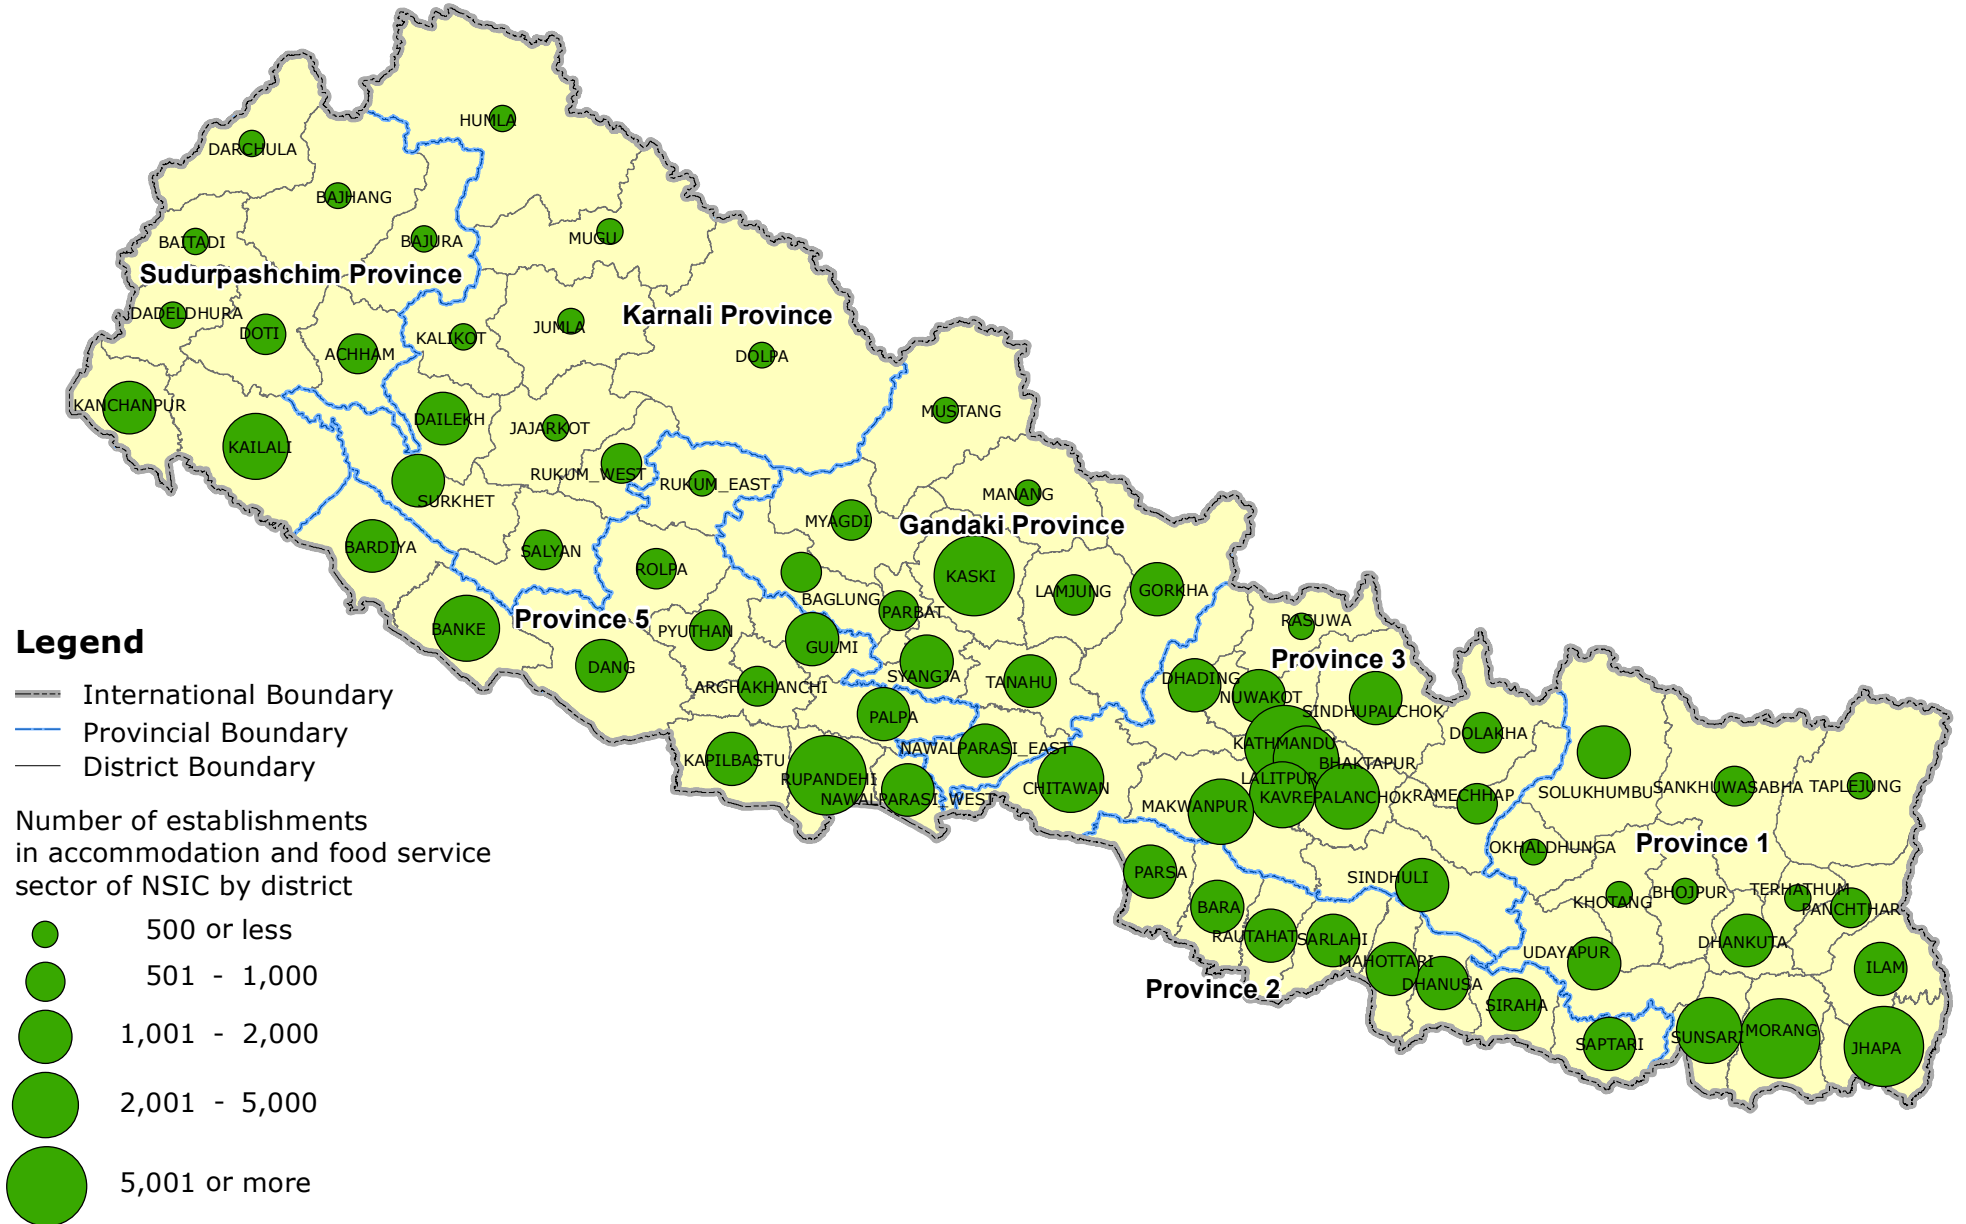 HUMLA
DARCHULA
BAJHANG
MUGU
BAITADI
BAJURA
Sudurpashchim Province
DADELDHURA
Karnali Province
DOTI
JUMLA
KALIKOT
ACHHAM
DOLPA
KANCHANPUR
MUSTANG
DAILEKH
JAJARKOT
KAILALI
RUKUM_WEST
RUKUM_EAST
MANANG
SURKHET
MYAGDI
Gandaki Province
BARDIYA
SALYAN
ROLPA
KASKI
LAMJUNG
GORKHA
BAGLUNG
PARBAT
Province 5
RASUWA
BANKE
PYUTHAN
GULMI
Province 3
DANG
SYANGJA
TANAHU
DHADING
ARGHAKHANCHI
NUWAKOT
SINDHUPALCHOK
PALPA
DOLAKHA
KATHMANDU
NAWALPARASI_EAST
KAPILBASTU
BHAKTAPUR
RUPANDEHI
LALITPUR
CHITAWAN
SOLUKHUMBU
SANKHUWASABHA
TAPLEJUNG
NAWALPARASI_WEST
KAVREPALANCHOK
RAMECHHAP
MAKWANPUR
OKHALDHUNGA
Province 1
PARSA
SINDHULI
KHOTANG
BHOJPUR
TERHATHUM
BARA
PANCHTHAR
RAUTAHAT
SARLAHI
DHANKUTA
UDAYAPUR
MAHOTTARI
ILAM
Province 2
DHANUSA
SIRAHA
SAPTARI
SUNSARI
MORANG
JHAPA
Legend
International Boundary
Provincial Boundary
District Boundary
Number of establishments
in accommodation and food service
sector of NSIC by district
500 or less
501 - 1,000
1,001 - 2,000
2,001 - 5,000
5,001 or more